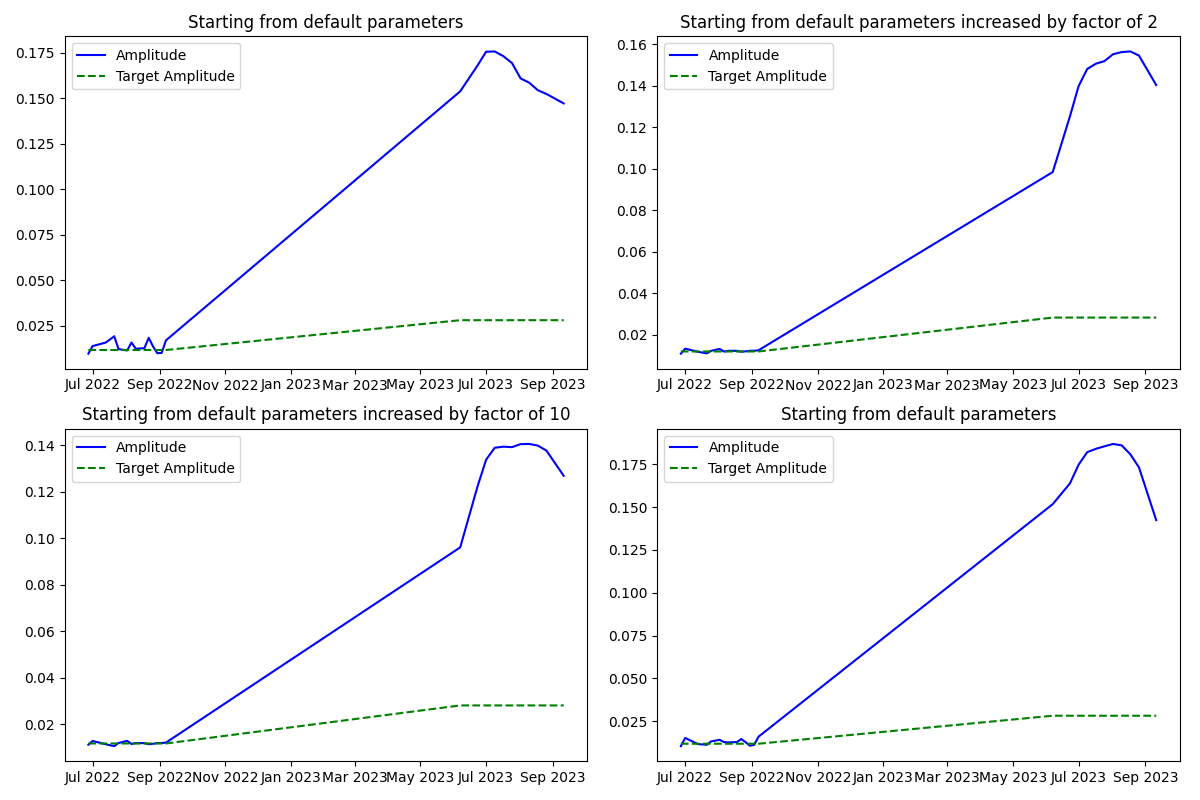 Starting from default parameters
Amplitude
Target Amplitude
0.175
0.150
0.125
0.100
0.075
0.050
0.025
Jul 2022 Sep 2022 Nov 2022 Jan 2023 Mar 2023 May 2023 Jul 2023 Sep 2023
Starting from default parameters increased by factor of 2
Amplitude
Target Amplitude
0.16
0.14
0.12
0.10
0.08
0.06
0.04
0.02
Jul 2022 Sep 2022 Nov 2022 Jan 2023 Mar 2023 May 2023 Jul 2023 Sep 2023
Starting from default parameters increased by factor of 10
Amplitude
Target Amplitude
0.14
0.12
0.10
0.08
0.06
0.04
0.02
Jul 2022 Sep 2022 Nov 2022 Jan 2023 Mar 2023 May 2023 Jul 2023 Sep 2023
Starting from default parameters
Amplitude
Target Amplitude
0.175
0.150
0.125
0.100
0.075
0.050
0.025
Jul 2022 Sep 2022 Nov 2022 Jan 2023 Mar 2023 May 2023 Jul 2023 Sep 2023